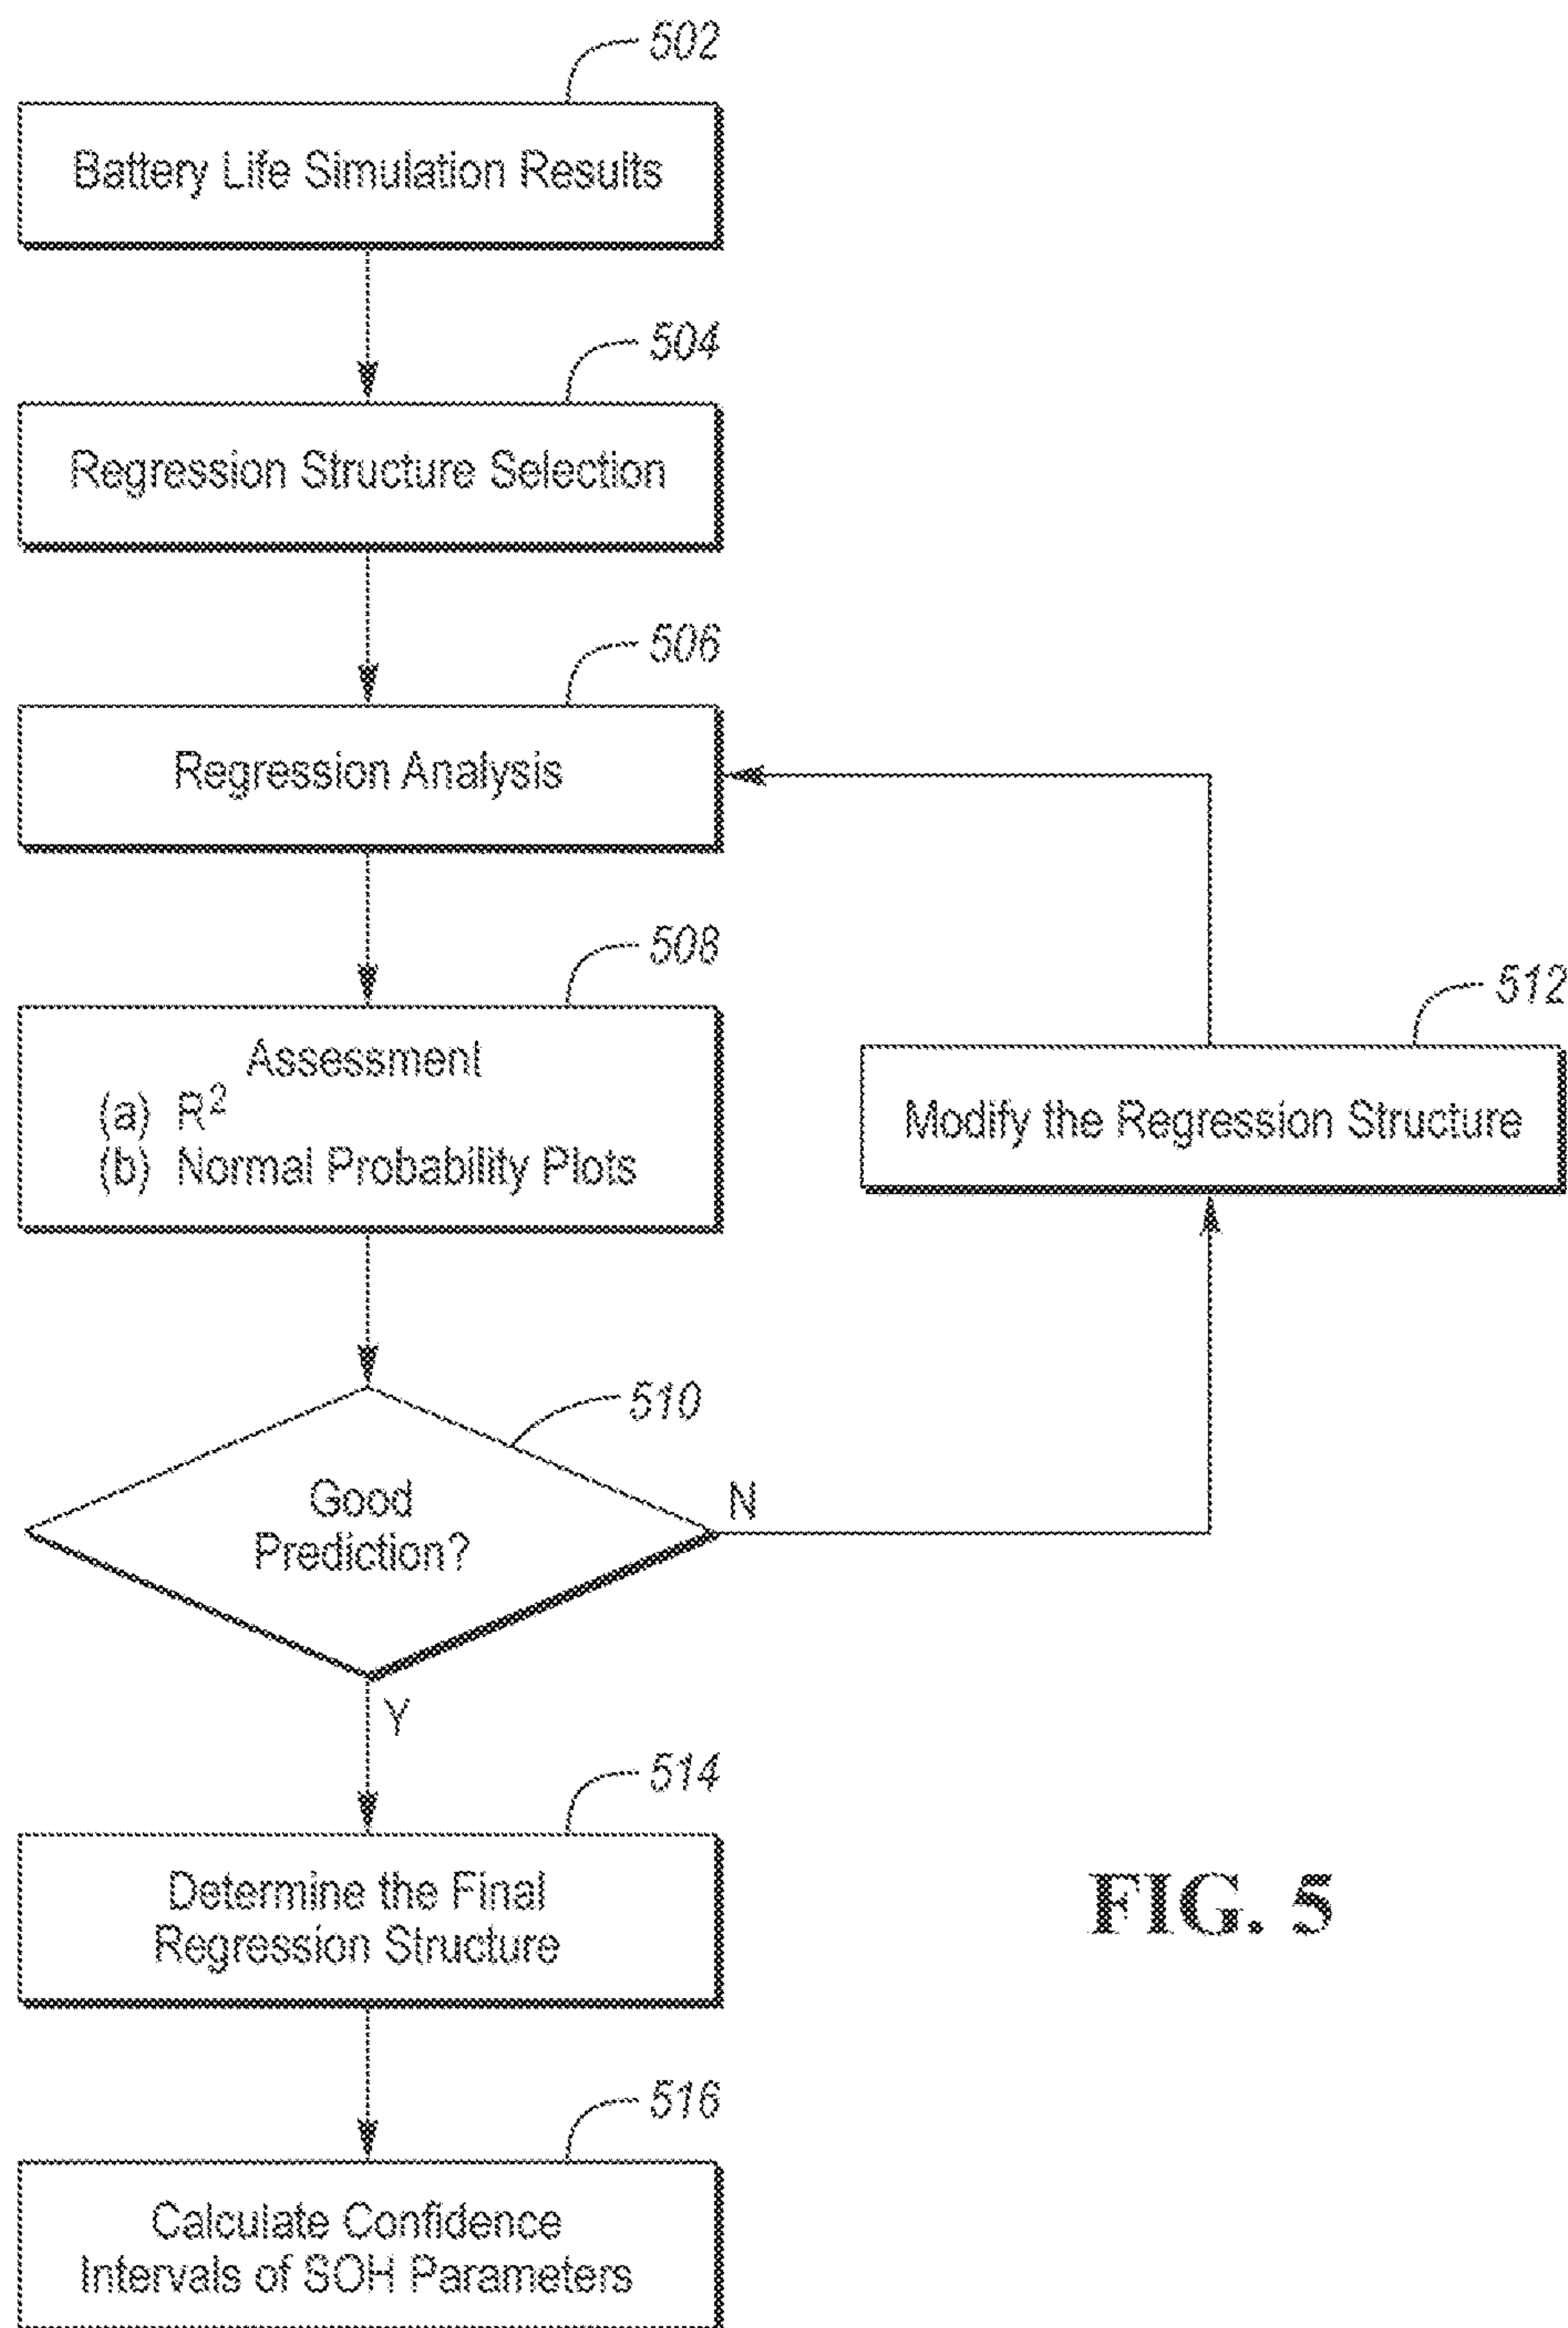 502
Battery Life Simulation Results
504
Regression Structure Selection
506
Regression Analysis
508
Assessment
(a) R²
(b) Normal Probability Plots
512
Modify the Regression Structure
510
Good
Prediction?
N
Y
514
Determine the Final
Regression Structure
FIG. 5
516
Calculate Confidence
Intervals of SOH Parameters